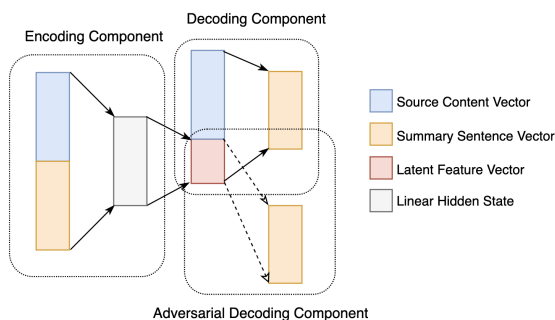 Decoding Component
Encoding Component
Source Content Vector
Summary Sentence Vector
Latent Feature Vector
Linear Hidden State
Adversarial Decoding Component